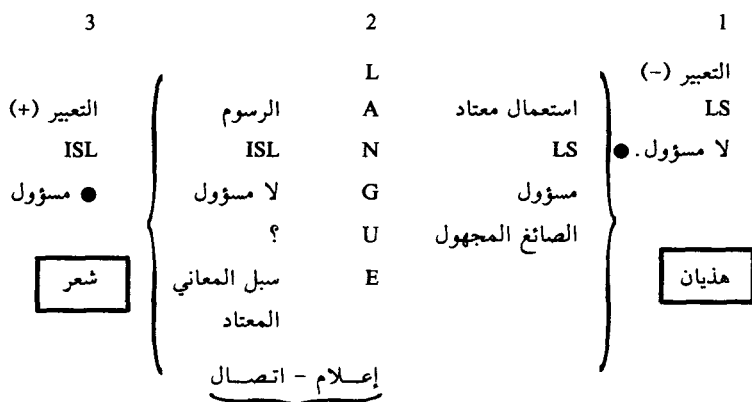 1 2 3
التعبير (-) L
LS استعمال معتاد A الرسوم التعبير (+)
لا مسؤول. ● LS N ISL ISL
مسؤول G لا مسؤول ● مسؤول
الصائغ المجهول U ؟
هذيان E سبل المعاني شعر
المعتاد
إعلام - اتصال